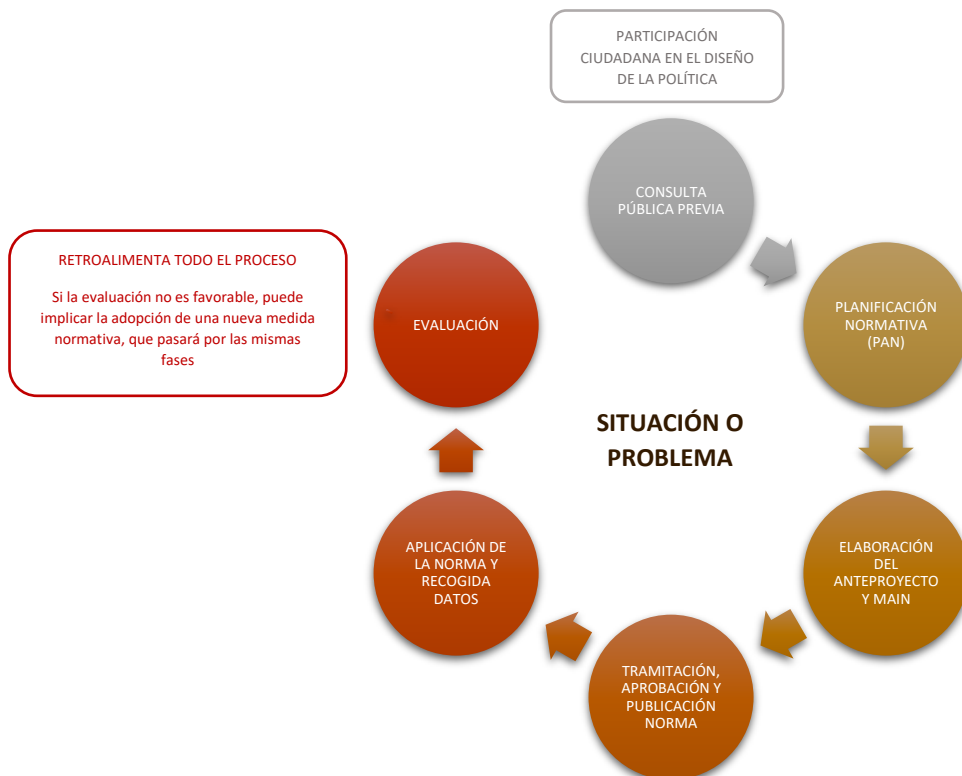 PARTICIPACIÓN
CIUDADANA EN EL DISEÑO
DE LA POLÍTICA
CONSULTA
PÚBLICA PREVIA
PLANIFICACIÓN
NORMATIVA
(PAN)
ELABORACIÓN
DEL
ANTEPROYECTO
Y MAIN
TRAMITACIÓN,
APROBACIÓN Y
PUBLICACIÓN
NORMA
APLICACIÓN DE
LA NORMA Y
RECOGIDA
DATOS
EVALUACIÓN
RETROALIMENTA TODO EL PROCESO
Si la evaluación no es favorable, puede
implicar la adopción de una nueva medida
normativa, que pasará por las mismas
fases
SITUACIÓN O
PROBLEMA